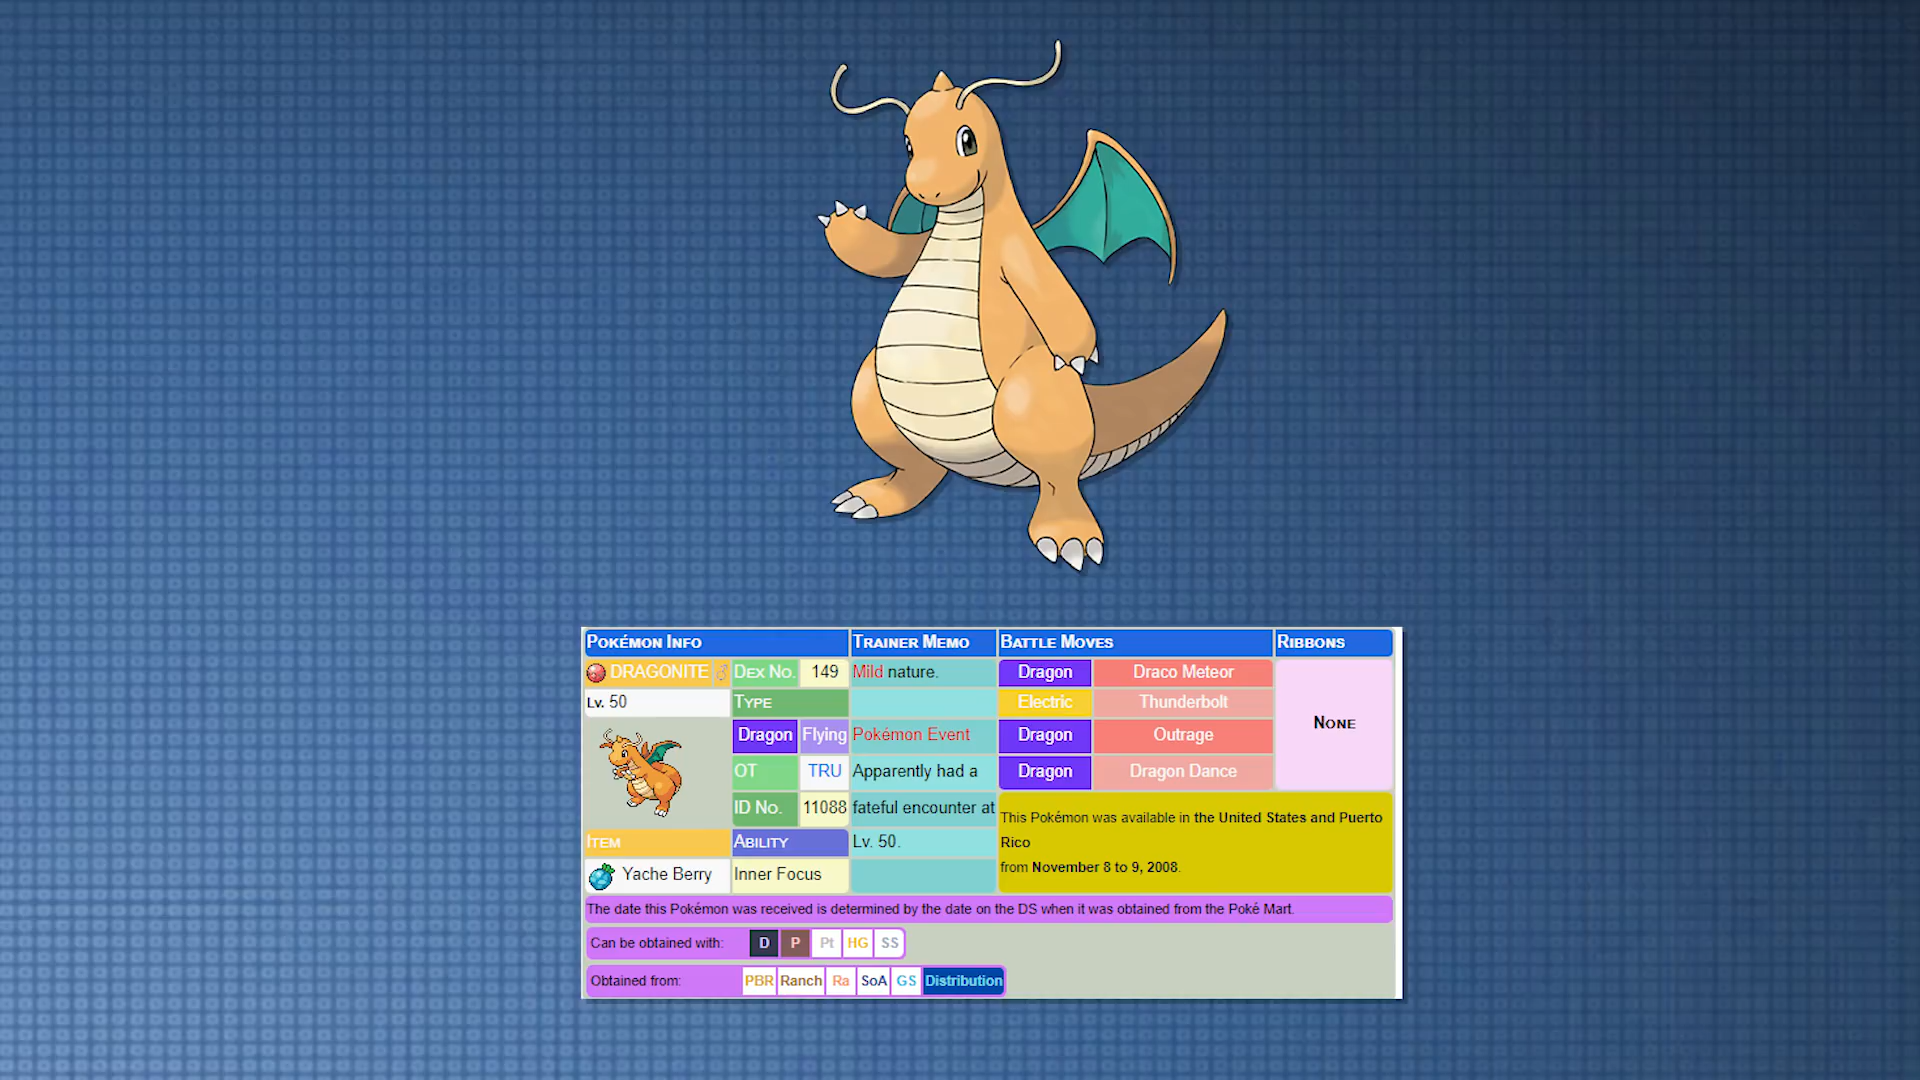 Pokémon Info
Trainer Memo
Battle Moves
Ribbons
DRAGONITE ♂
Dex No. 149
Mild nature.
Dragon Draco Meteor
Lv. 50
Type
Electric Thunderbolt
None
Dragon Flying
Pokémon Event
Dragon Outrage
OT TRU
Apparently had a
Dragon Dragon Dance
ID No. 11088
fateful encounter at
This Pokémon was available in the United States and Puerto
Rico
from November 8 to 9, 2008.
Item
Ability
Lv. 50.
Yache Berry
Inner Focus
The date this Pokémon was received is determined by the date on the DS when it was obtained from the Poké Mart.
Can be obtained with: D P Pt HG SS
Obtained from: PBR Ranch Ra SoA GS Distribution